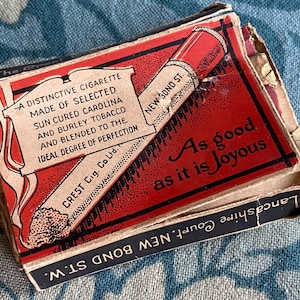 A DISTINCTIVE CIGARETTE
MADE OF SELECTED
SUN CURED CAROLINA
AND BURLEY TOBACCO
AND BLENDED TO THE
IDEAL DEGREE OF PERFECTION
NEW BOND ST
CREST Cig. Co Ltd
As good
as it is Joyous
Lancashire Court, NEW BOND ST. W.